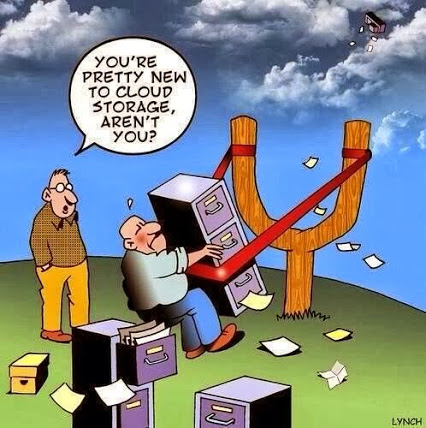 YOU'RE
PRETTY NEW
TO CLOUD
STORAGE,
AREN'T
YOU?
LYNCH